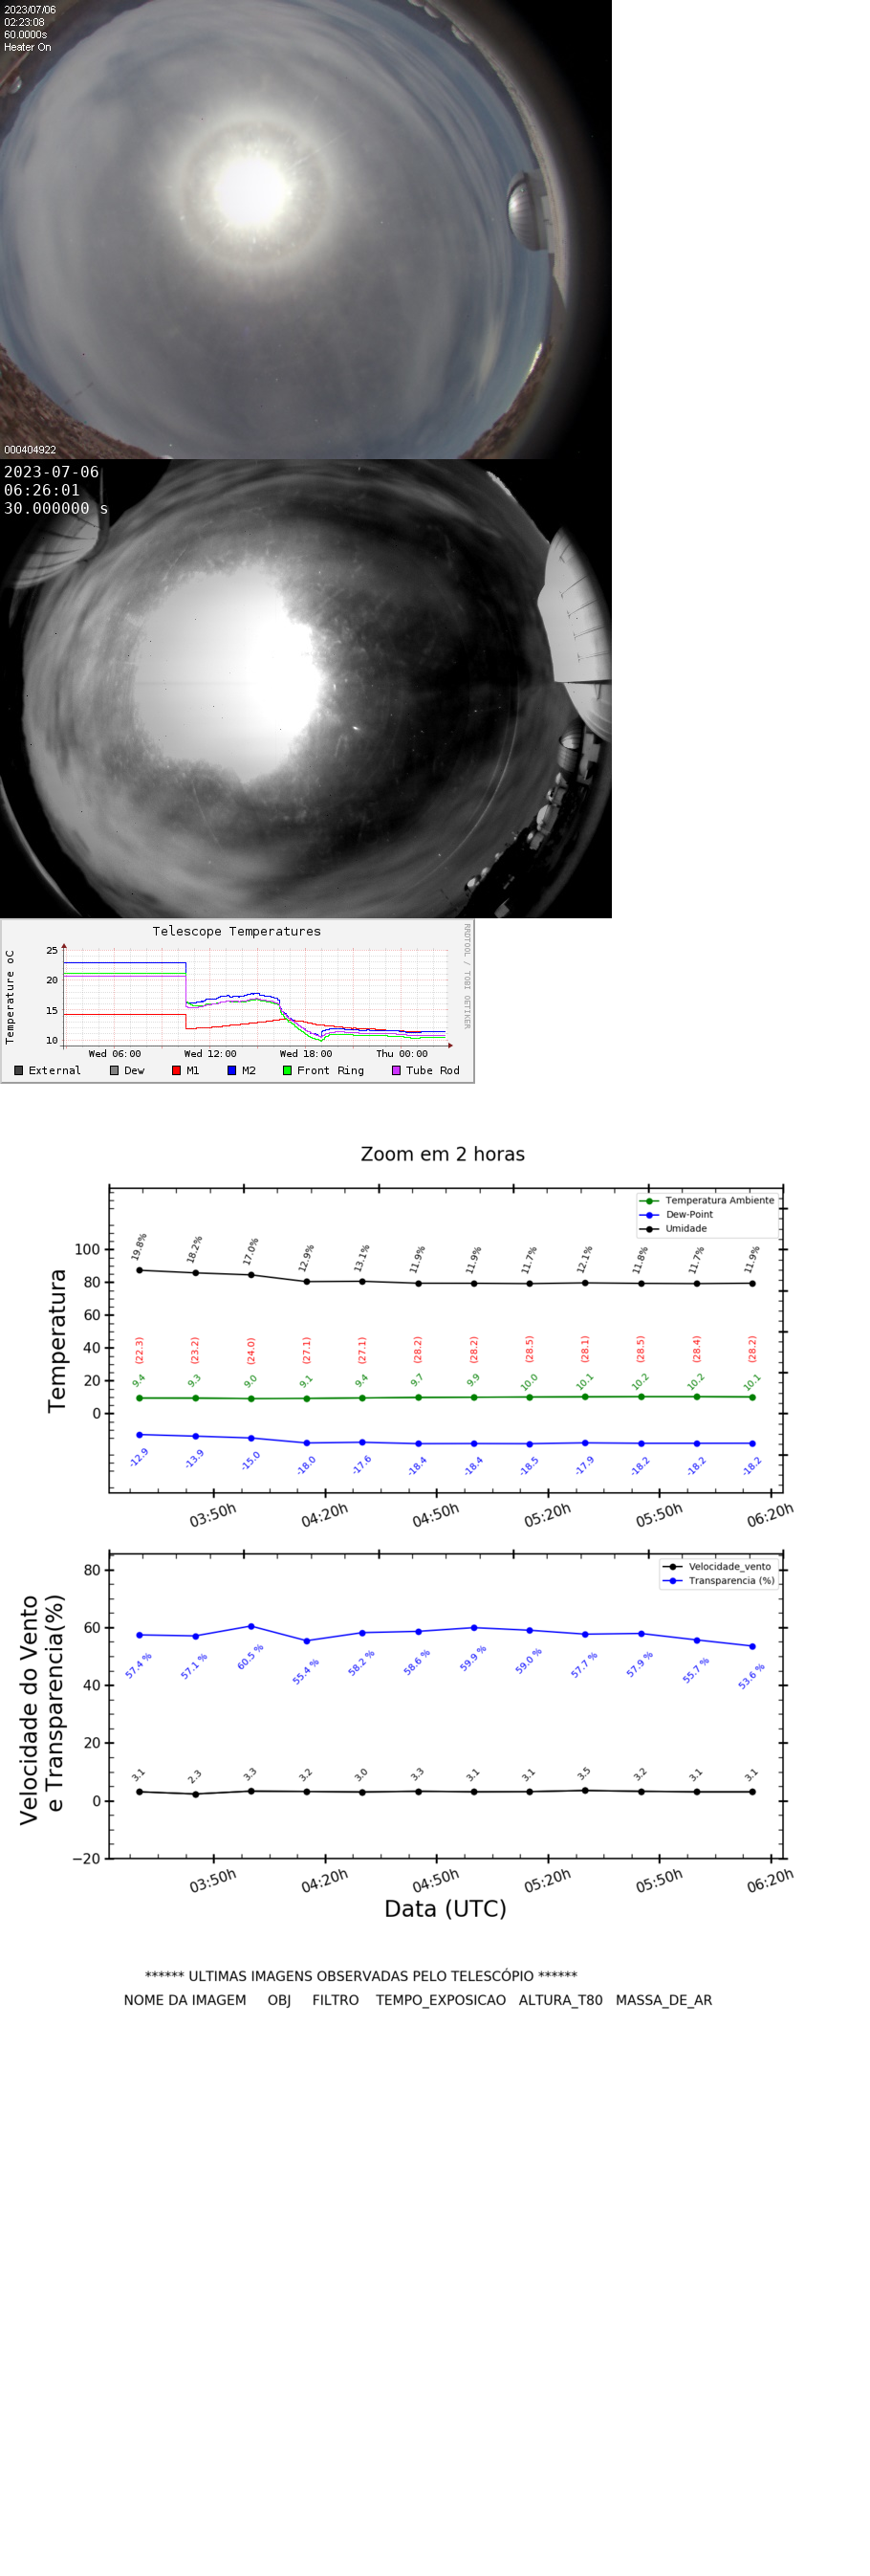 2023/07/06
02:23:08
60.0000s
Heater On
000404922
2023-07-06
06:26:01
30.000000 s
Telescope Temperatures
RRDTOOL / TOBI OETIKER
Temperature oC
25
20
15
10
Wed 06:00 Wed 12:00 Wed 18:00 Thu 00:00
External Dew M1 M2 Front Ring Tube Rod
Zoom em 2 horas
Temperatura Ambiente
Dew-Point
Umidade
Temperatura
100
80
60
40
20
0
19.8% 18.2% 17.0% 12.9% 13.1% 11.9% 11.9% 11.7% 12.1% 11.8% 11.7% 11.9%
(22.3) (23.2) (24.0) (27.1) (27.1) (28.2) (28.2) (28.5) (28.1) (28.5) (28.4) (28.2)
9.4 9.3 9.0 9.1 9.4 9.7 9.9 10.0 10.1 10.2 10.2 10.1
-12.9 -13.9 -15.0 -18.0 -17.6 -18.4 -18.4 -18.5 -17.9 -18.2 -18.2 -18.2
03:50h 04:20h 04:50h 05:20h 05:50h 06:20h
Velocidade_vento
Transparencia (%)
Velocidade do Vento
e Transparencia(%)
80
60
40
20
0
−20
57.4 % 57.1 % 60.5 % 55.4 % 58.2 % 58.6 % 59.9 % 59.0 % 57.7 % 57.9 % 55.7 % 53.6 %
3.1 2.3 3.3 3.2 3.0 3.3 3.1 3.1 3.5 3.2 3.1 3.1
03:50h 04:20h 04:50h 05:20h 05:50h 06:20h
Data (UTC)
****** ULTIMAS IMAGENS OBSERVADAS PELO TELESCÓPIO ******
NOME DA IMAGEM OBJ FILTRO TEMPO_EXPOSICAO ALTURA_T80 MASSA_DE_AR